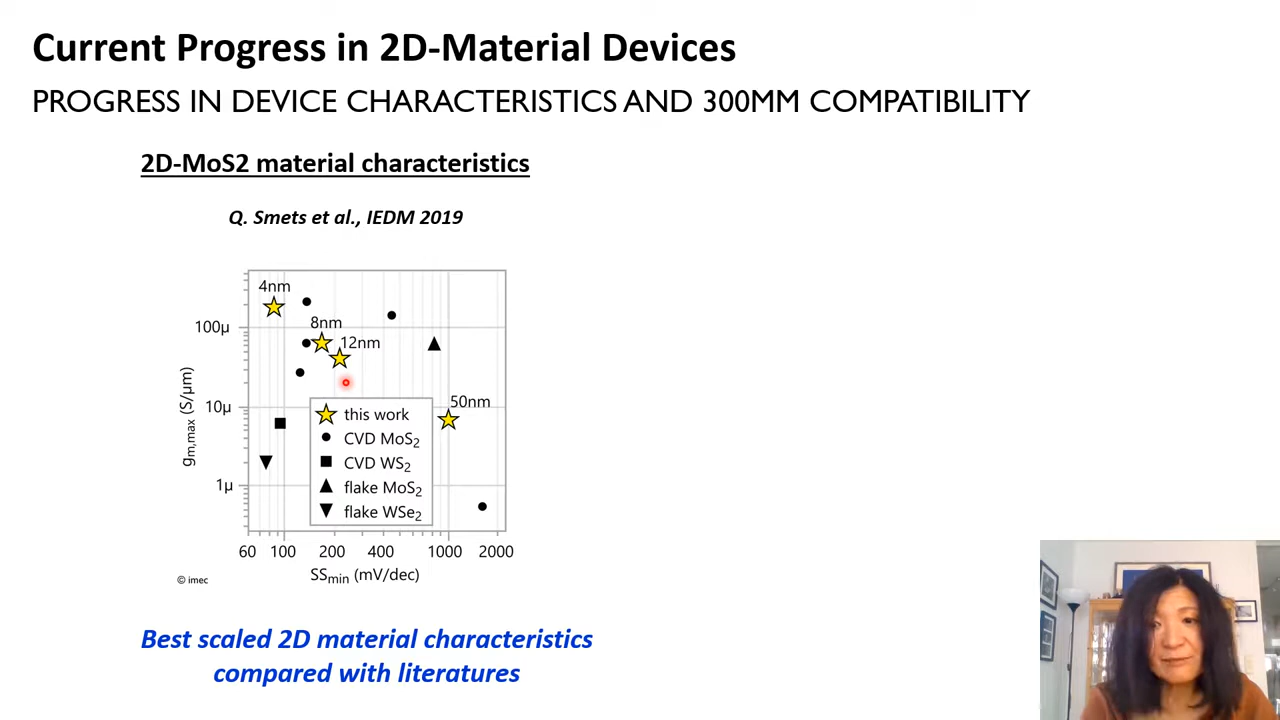 Current Progress in 2D-Material Devices
PROGRESS IN DEVICE CHARACTERISTICS AND 300MM COMPATIBILITY
2D-MoS2 material characteristics
Q. Smets et al., IEDM 2019
4nm
8nm
12nm
50nm
100µ
10µ
1µ
gm,max (S/µm)
this work
CVD MoS2
CVD WS2
flake MoS2
flake WSe2
60 100 200 400 1000 2000
SSmin (mV/dec)
© imec
Best scaled 2D material characteristics
compared with literatures